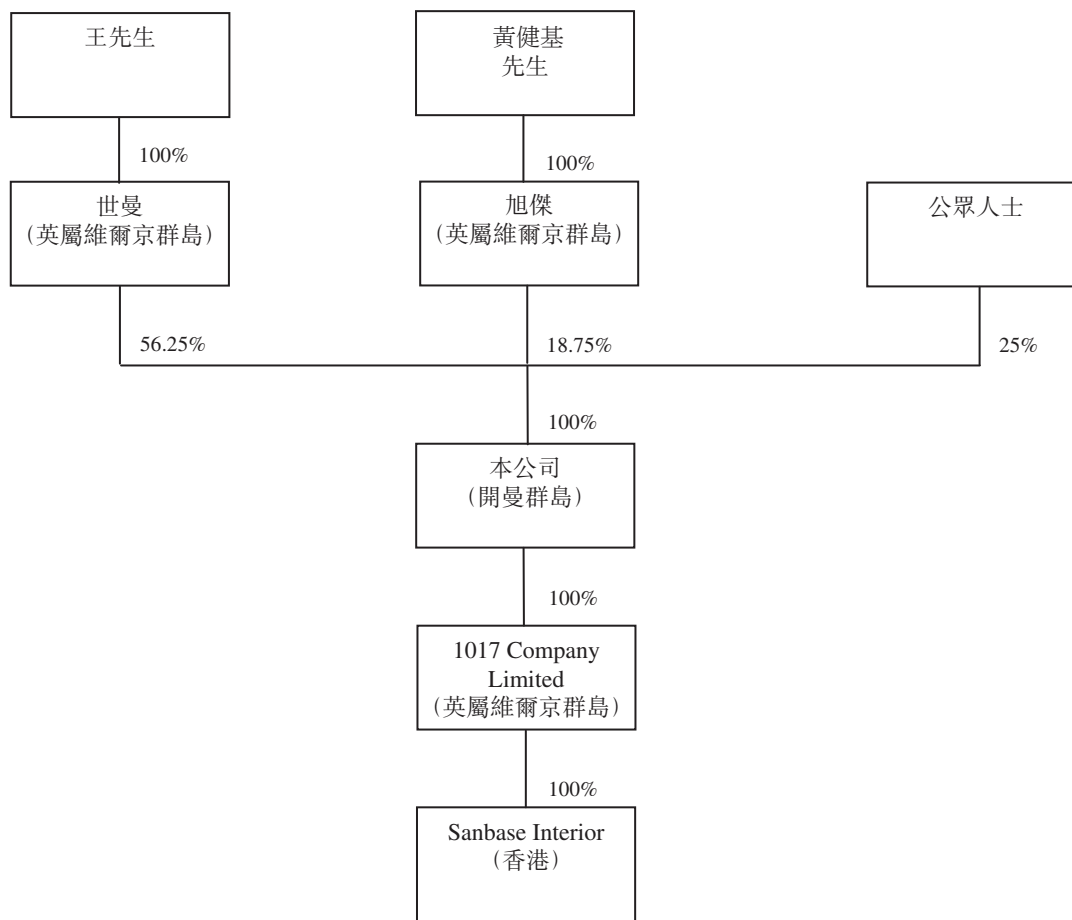 王先生
黃健基
先生
100%
100%
世曼
（英屬維爾京群島）
旭傑
（英屬維爾京群島）
公眾人士
56.25%
18.75%
25%
100%
本公司
（開曼群島）
100%
1017 Company
Limited
（英屬維爾京群島）
100%
Sanbase Interior
（香港）